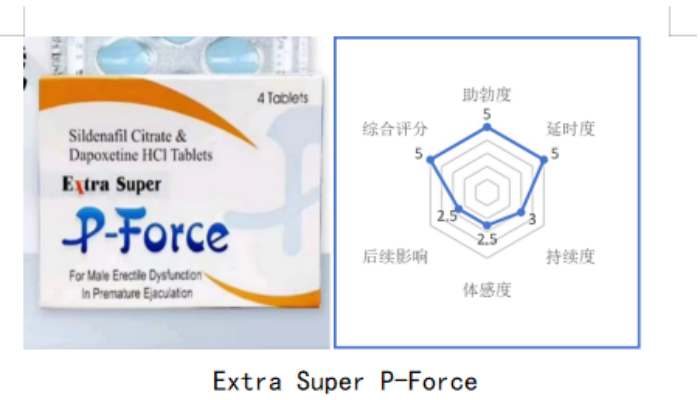 4 Tablets
Sildenafil Citrate &
Dapoxetine HCl Tablets
Extra Super
P-Force
For Male Erectile Dysfunction
In Premature Ejaculation
助勃度
5
综合评分
延时度
5
5
2.5
3
2.5
后续影响
持续度
体感度
Extra Super P-Force